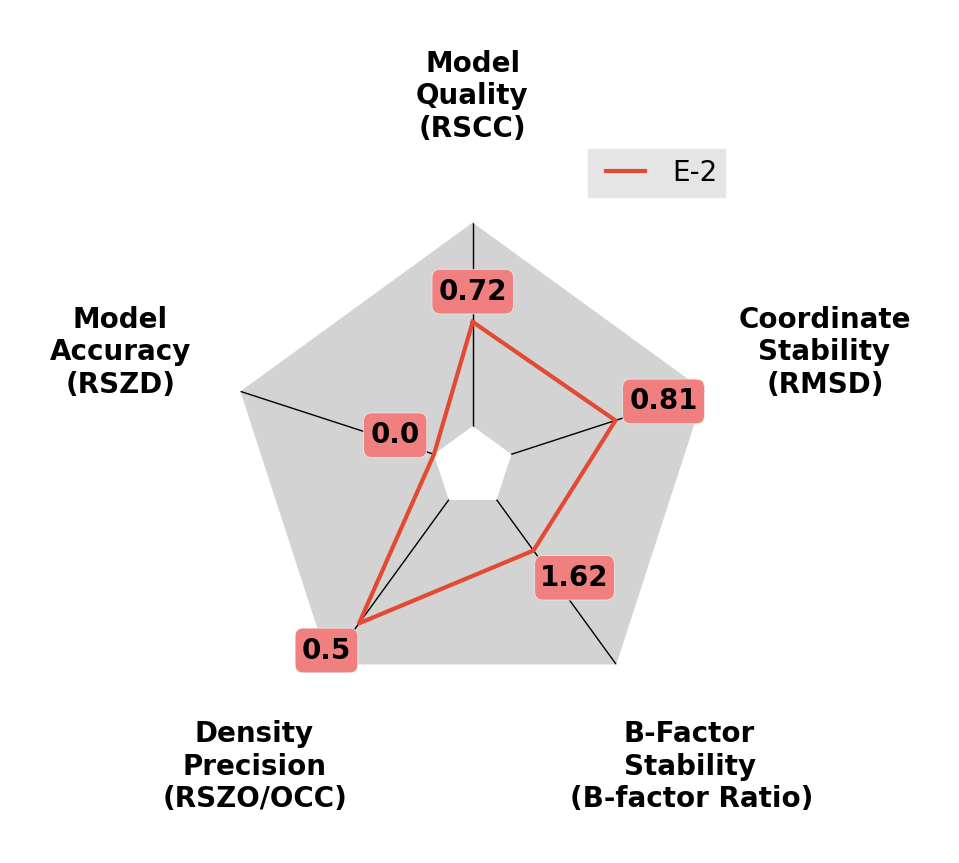 Model
Quality
(RSCC)
E-2
Model
Accuracy
(RSZD)
Coordinate
Stability
(RMSD)
0.72
0.81
0.0
1.62
0.5
Density
Precision
(RSZO/OCC)
B-Factor
Stability
(B-factor Ratio)